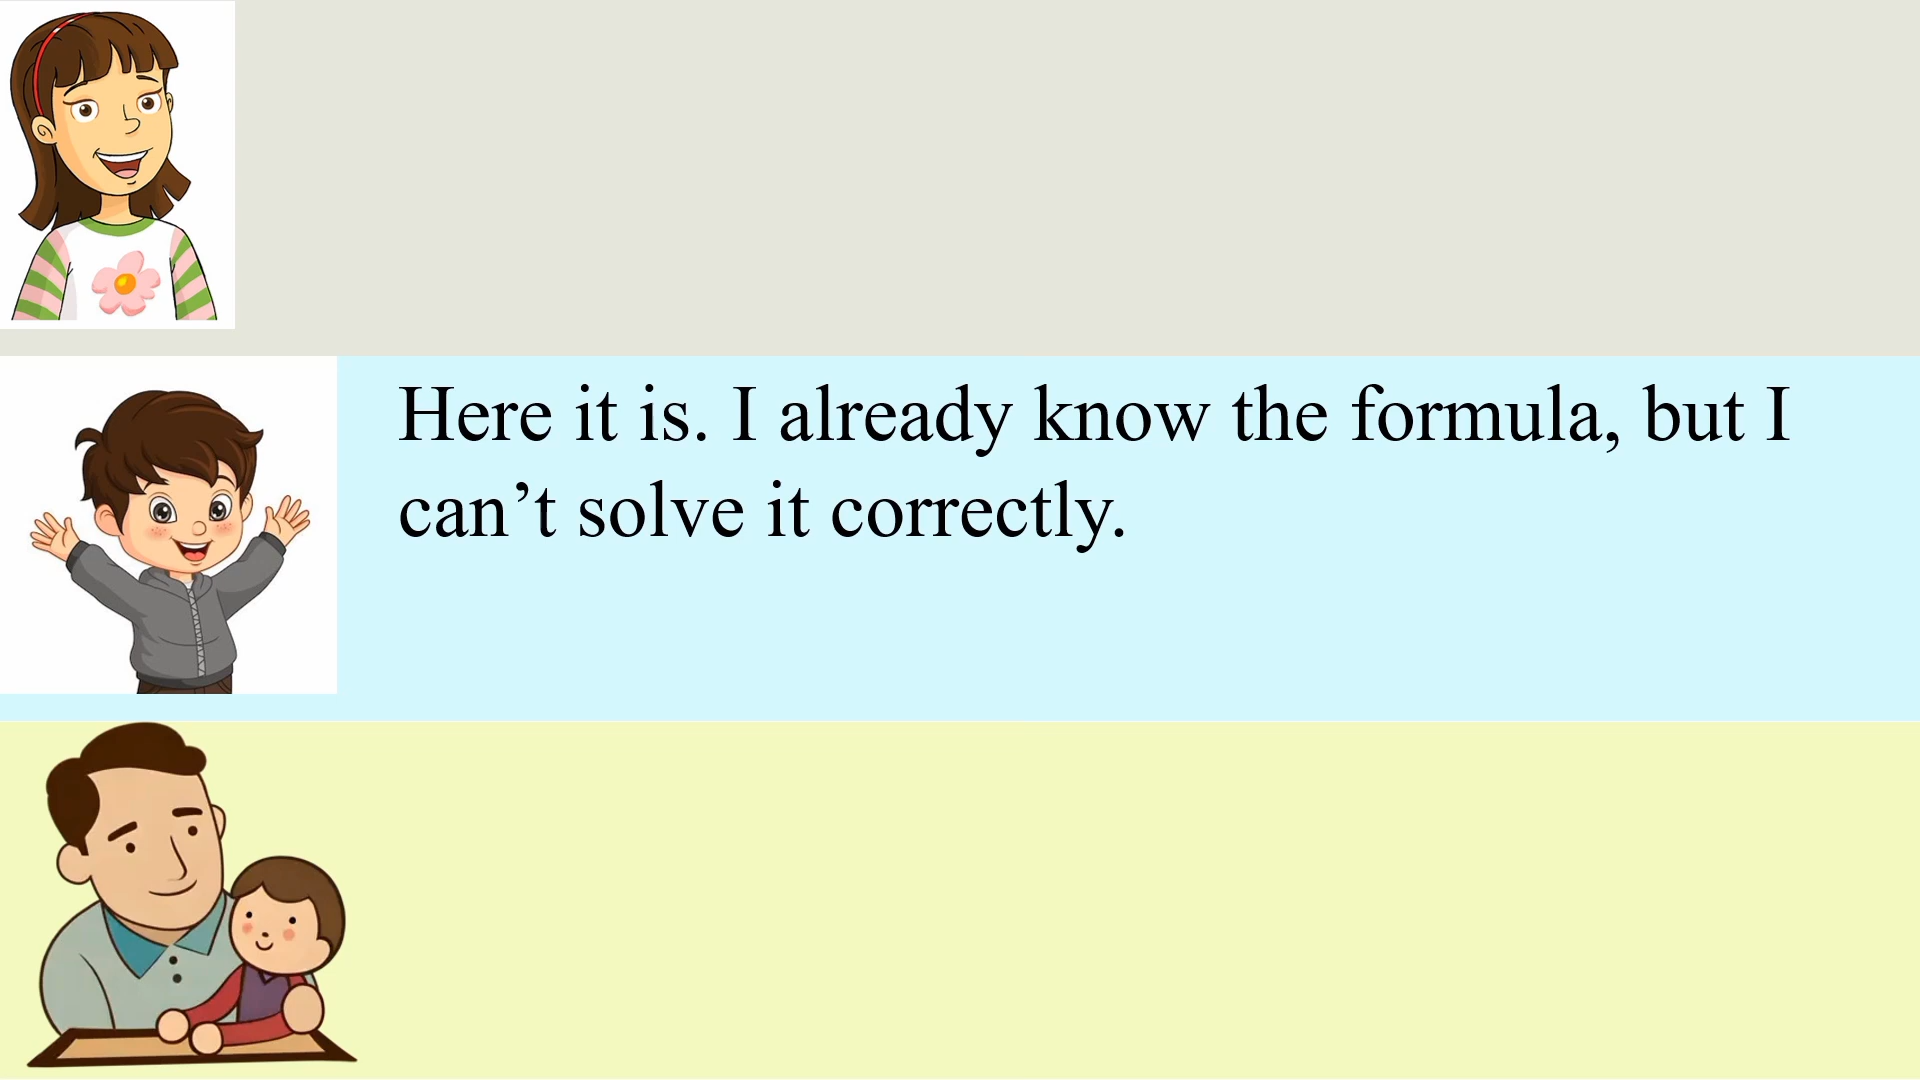 Here it is. I already know the formula, but I
can’t solve it correctly.